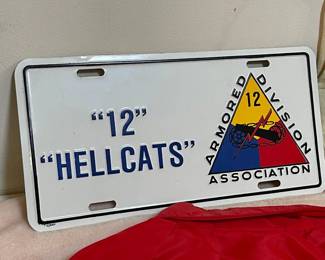 "12"
"HELLCATS"
12
ARMORED DIVISION
ASSOCIATION